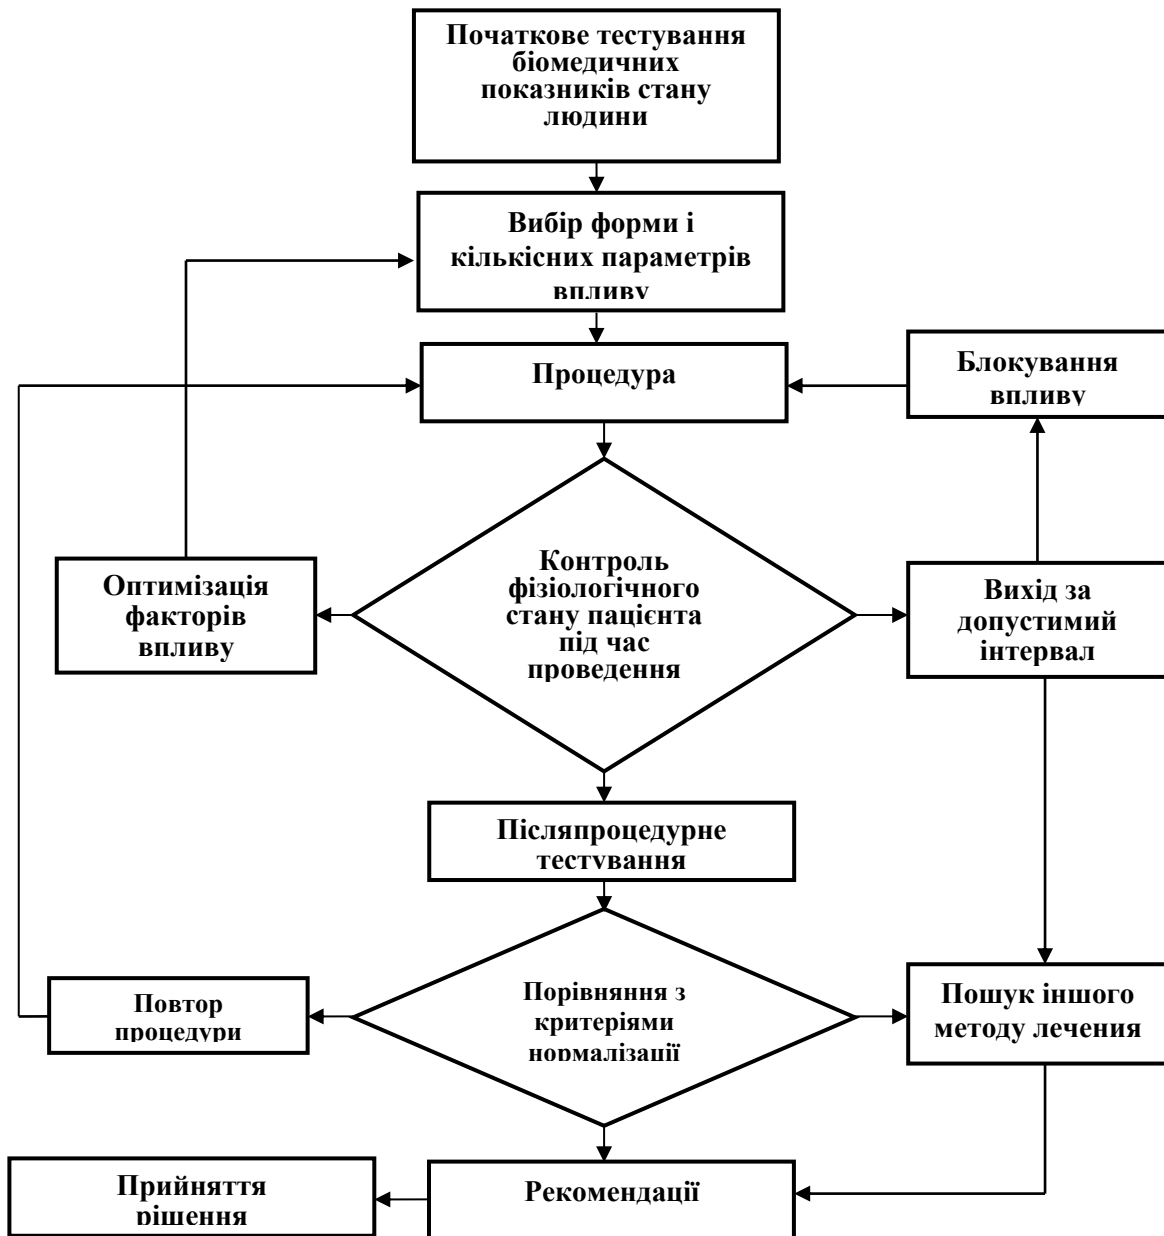 Початкове тестування
біомедичних
показників стану
людини
Вибір форми і
кількісних параметрів
впливу
Процедура
Блокування
впливу
Контроль
фізіологічного
стану пацієнта
під час
проведення
Оптимізація
факторів
впливу
Вихід за
допустимий
інтервал
Післяпроцедурне
тестування
Порівняння з
критеріями
нормалізації
Повтор
процедури
Пошук іншого
методу лечения
Рекомендації
Прийняття
рішення